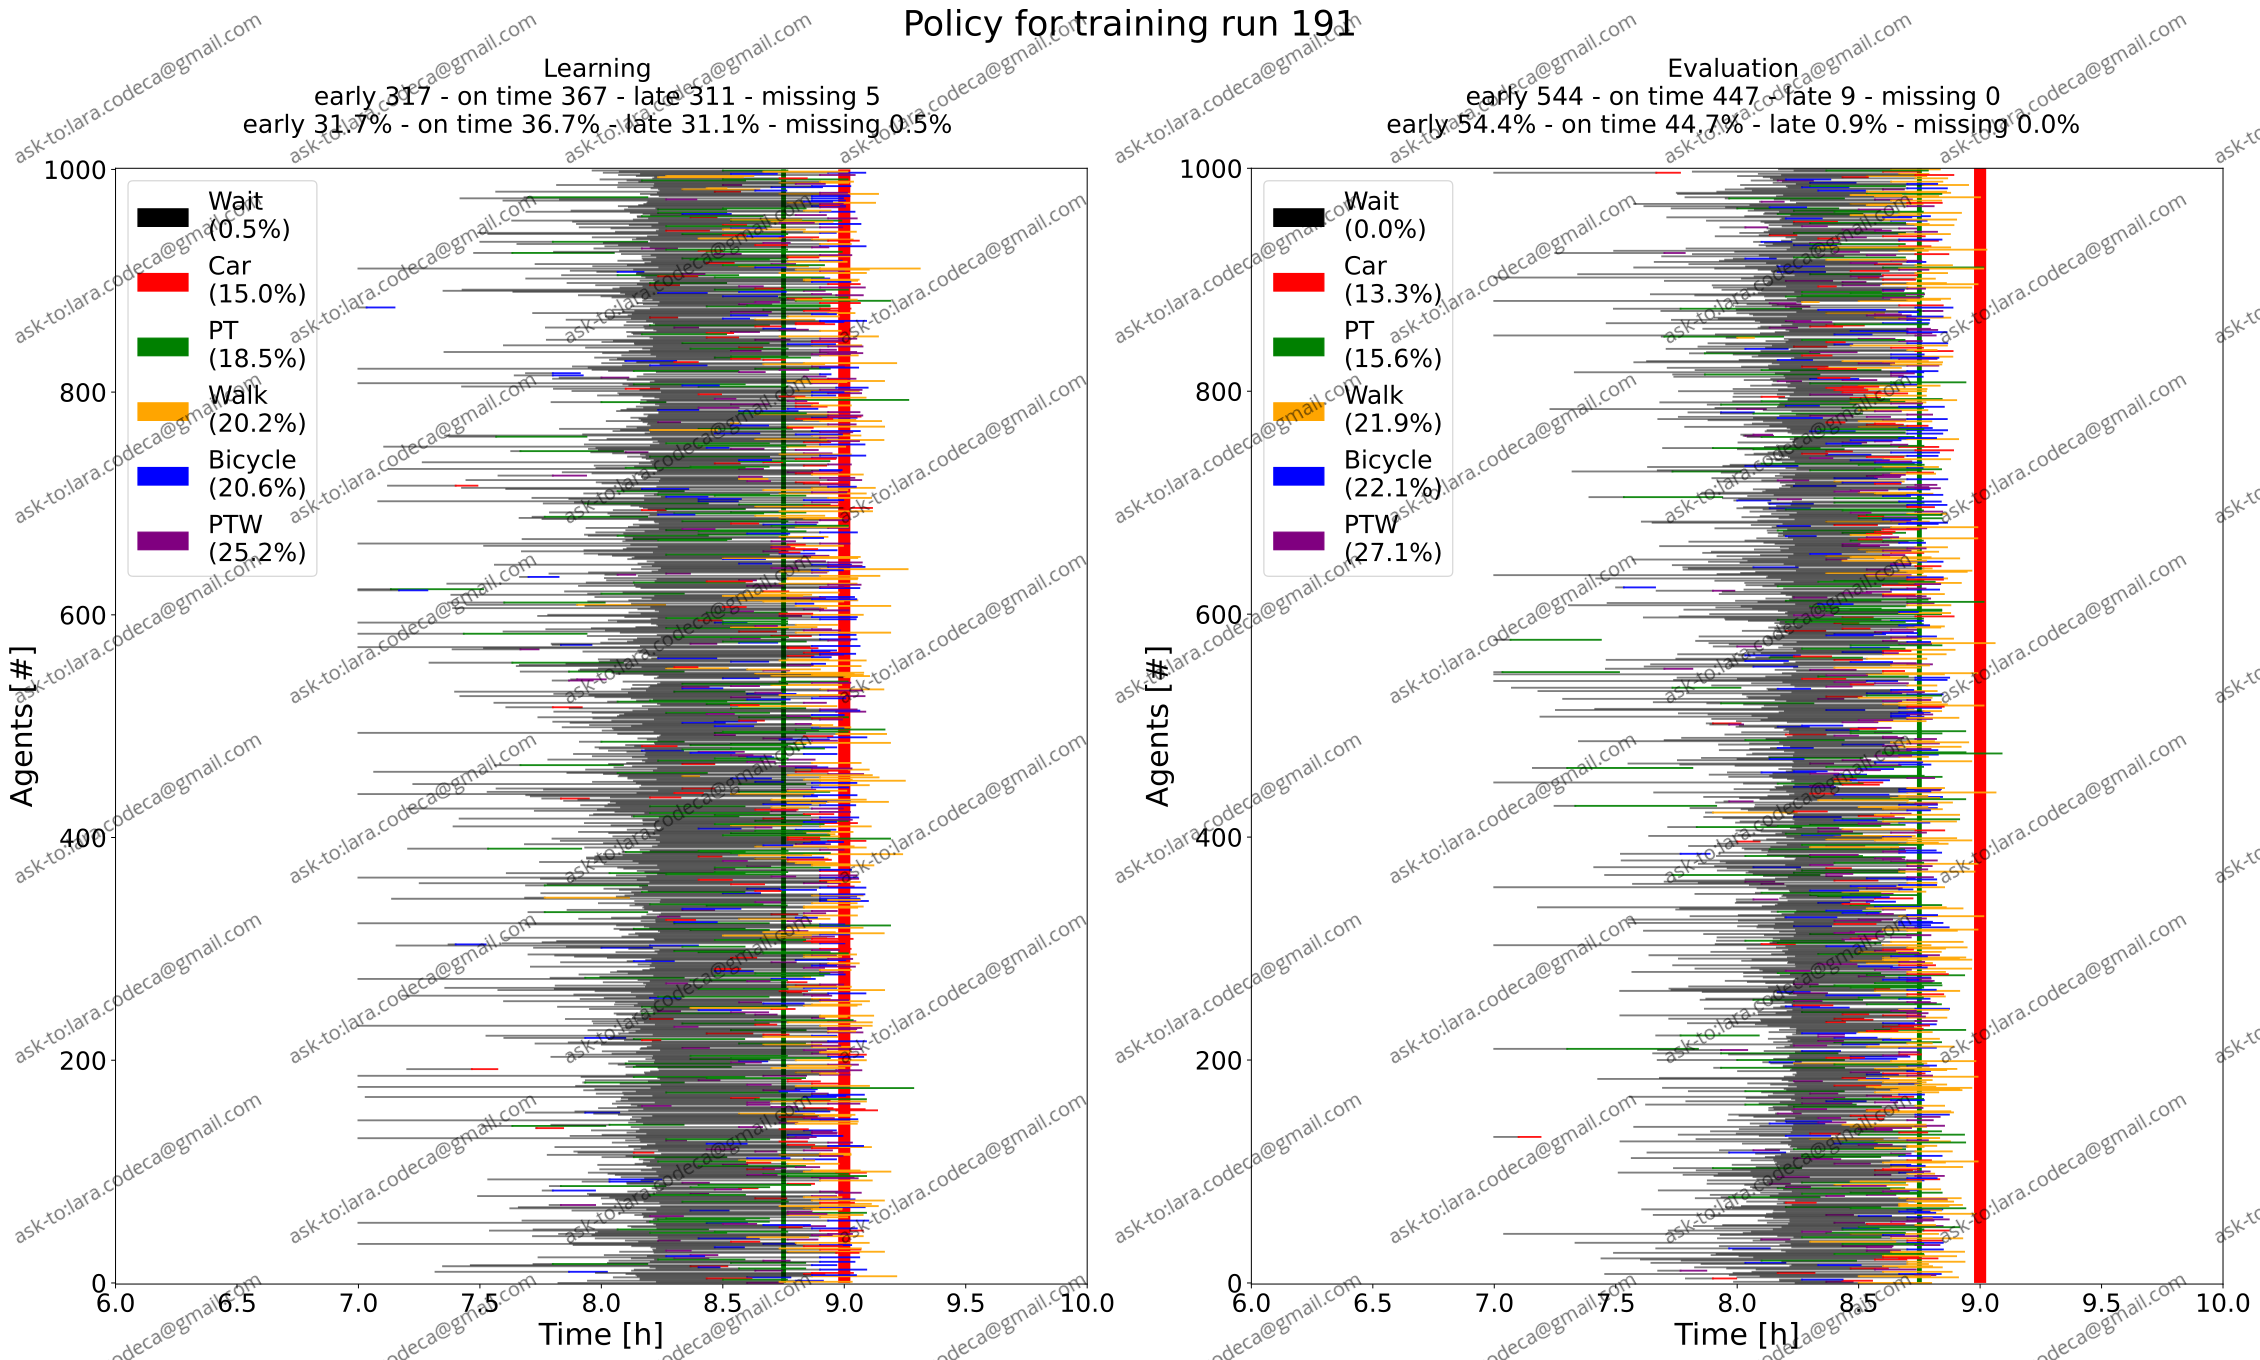 Policy for training run 191
Learning
early 317 - on time 367 - late 311 - missing 5
early 31.7% - on time 36.7% - late 31.1% - missing 0.5%
Evaluation
early 544 - on time 447 - late 9 - missing 0
early 54.4% - on time 44.7% - late 0.9% - missing 0.0%
Agents [#]
1000
800
600
400
200
0
Wait
(0.5%)
Car
(15.0%)
PT
(18.5%)
Walk
(20.2%)
Bicycle
(20.6%)
PTW
(25.2%)
6.0 6.5 7.0 7.5 8.0 8.5 9.0 9.5 10.0
Time [h]
Agents [#]
1000
800
600
400
200
0
Wait
(0.0%)
Car
(13.3%)
PT
(15.6%)
Walk
(21.9%)
Bicycle
(22.1%)
PTW
(27.1%)
6.0 6.5 7.0 7.5 8.0 8.5 9.0 9.5 10.0
Time [h]
ask-to:lara.codeca@gmail.com